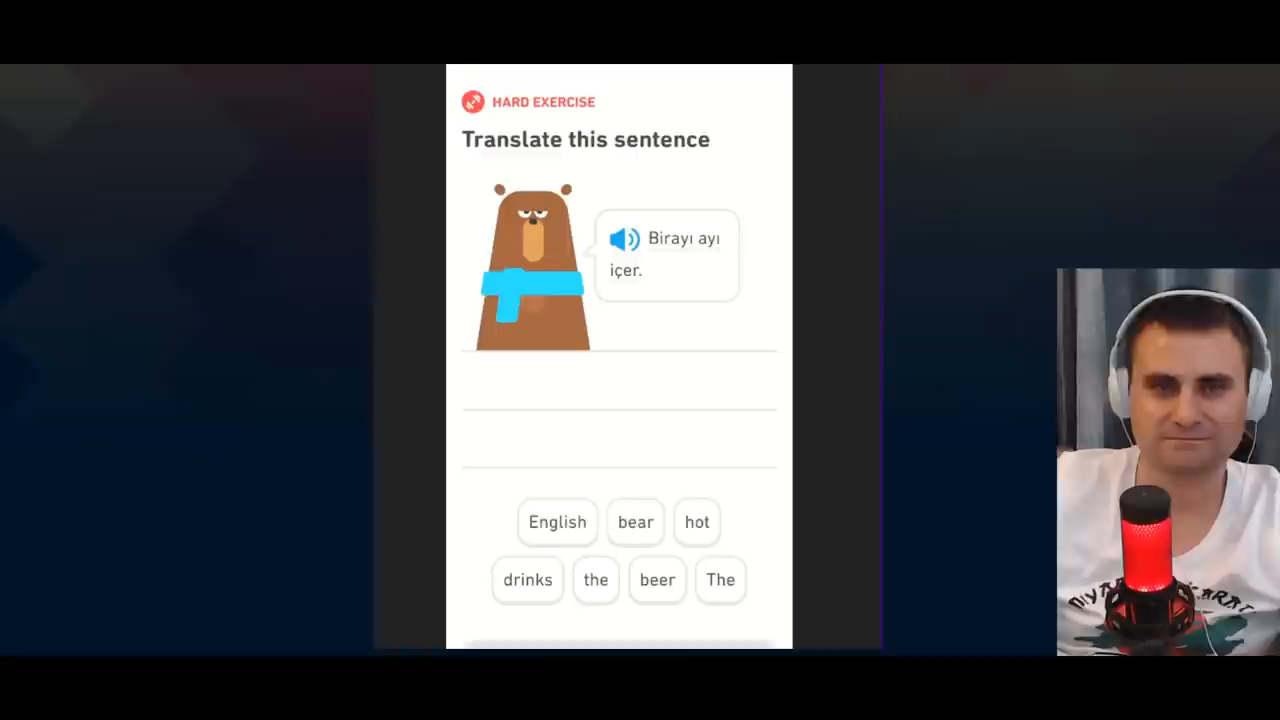 HARD EXERCISE
Translate this sentence
Birayı ayı
içer.
English bear hot
drinks the beer The